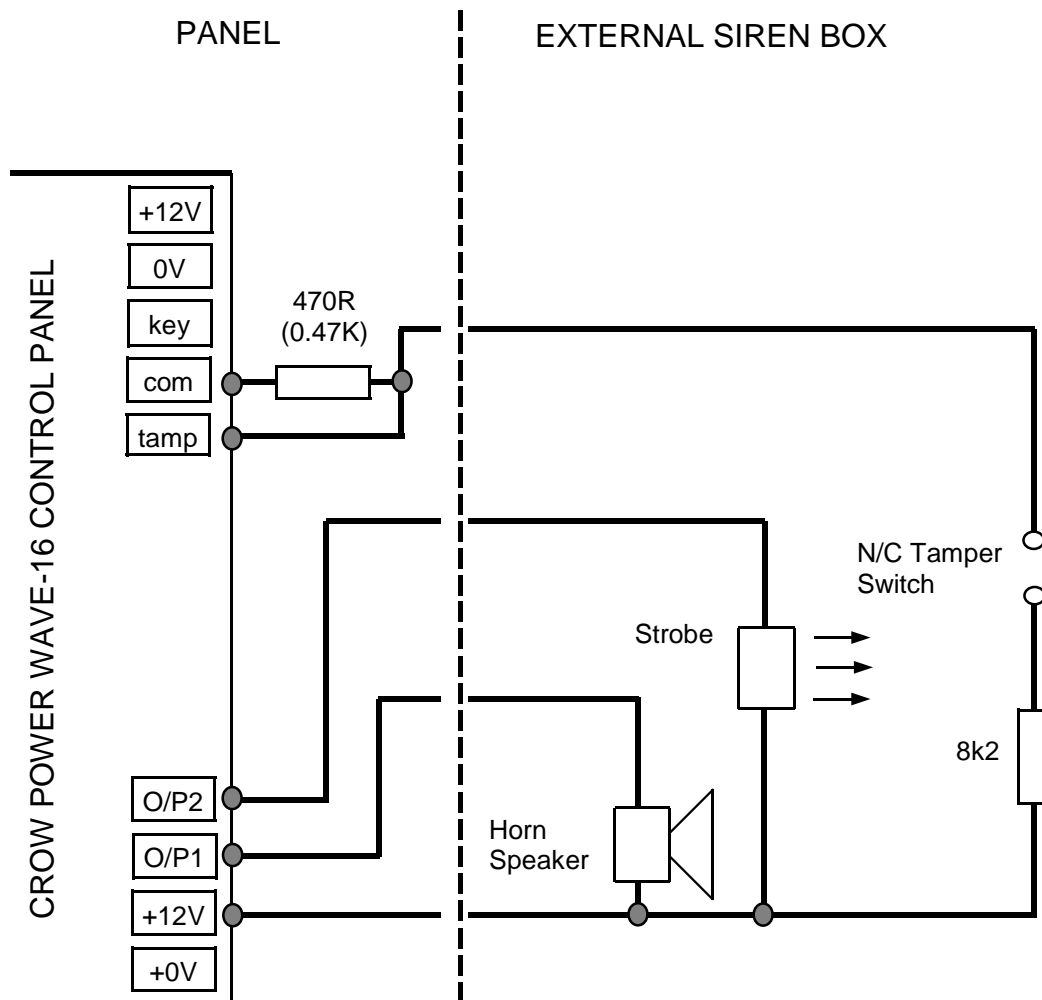 PANEL
EXTERNAL SIREN BOX
CROW POWER WAVE-16 CONTROL PANEL
+12V
0V
key
com
tamp
470R
(0.47K)
N/C Tamper
Switch
Strobe
8k2
O/P2
O/P1
+12V
+0V
Horn
Speaker